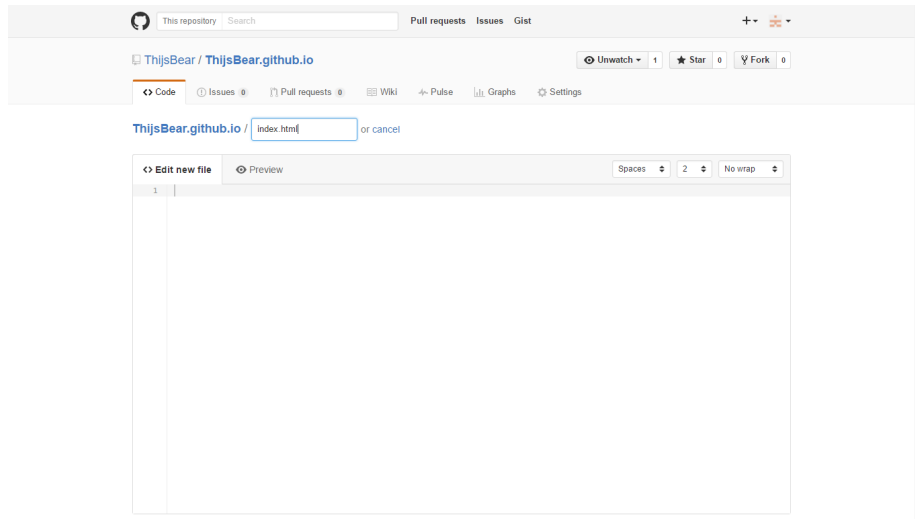 This repository Search Pull requests Issues Gist
ThijsBear / ThijsBear.github.io Unwatch 1 Star 0 Fork 0
Code Issues 0 Pull requests 0 Wiki Pulse Graphs Settings
ThijsBear.github.io / index.html or cancel
Edit new file Preview Spaces 2 No wrap
1